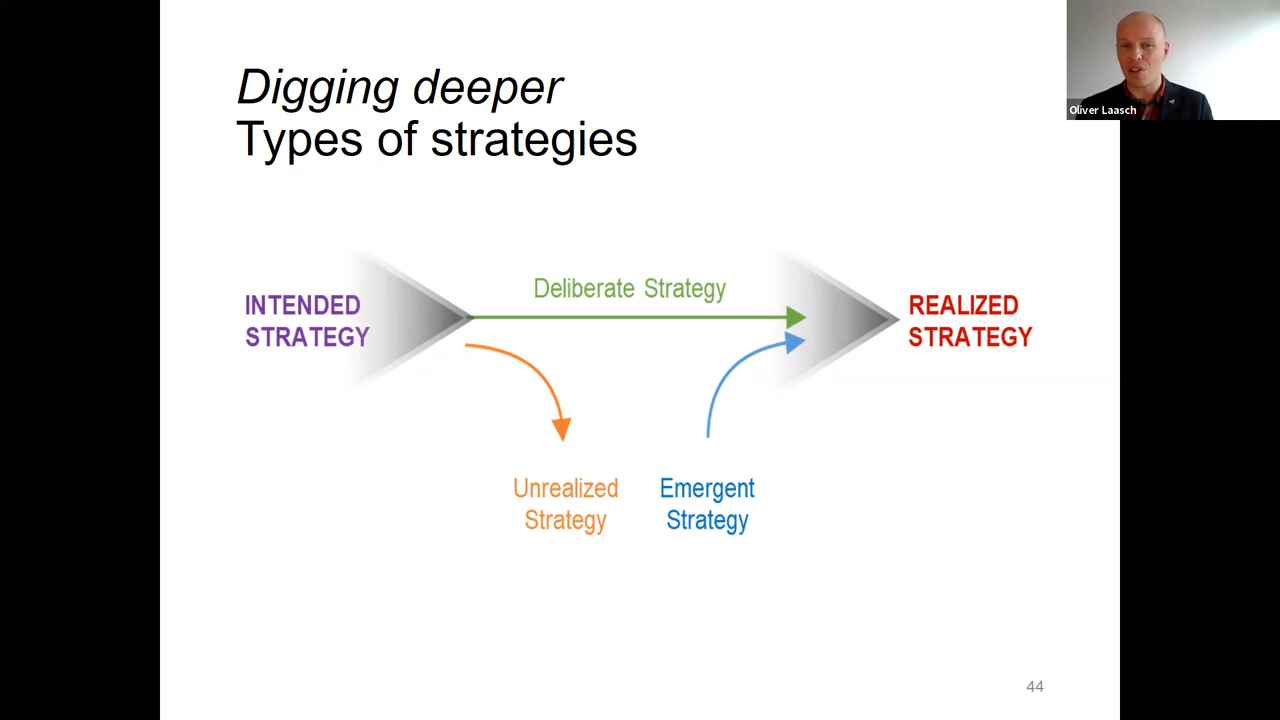 Digging deeper
Types of strategies
Oliver Laasch
Deliberate Strategy
INTENDED
STRATEGY
REALIZED
STRATEGY
Unrealized
Strategy
Emergent
Strategy
44